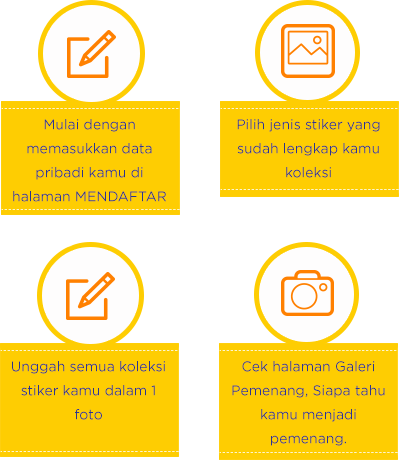 Mulai dengan
memasukkan data
pribadi kamu di
halaman MENDAFTAR
Pilih jenis stiker yang
sudah lengkap kamu
koleksi
Unggah semua koleksi
stiker kamu dalam 1
foto
Cek halaman Galeri
Pemenang, Siapa tahu
kamu menjadi
pemenang.